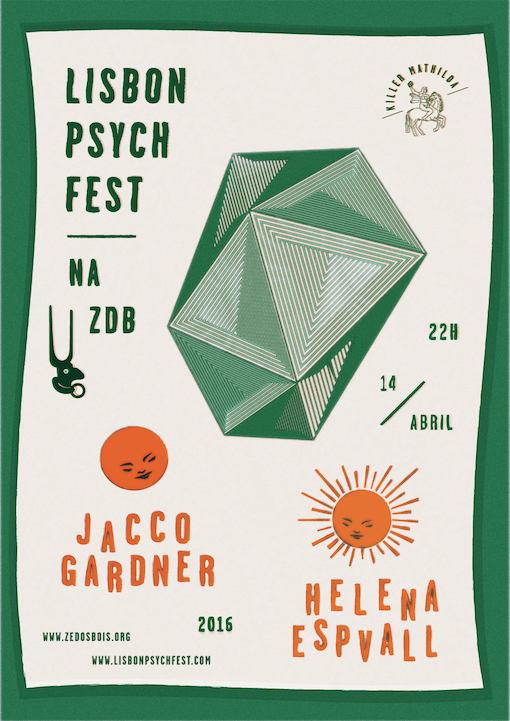 LISBON
PSYCH
FEST
KILLER MATHILDA
NA
ZDB
22H
14
/
ABRIL
JACCO
GARDNER
HELENA
ESPVALL
2016
WWW.ZEDOSBOIS.ORG
WWW.LISBONPSYCHFEST.COM